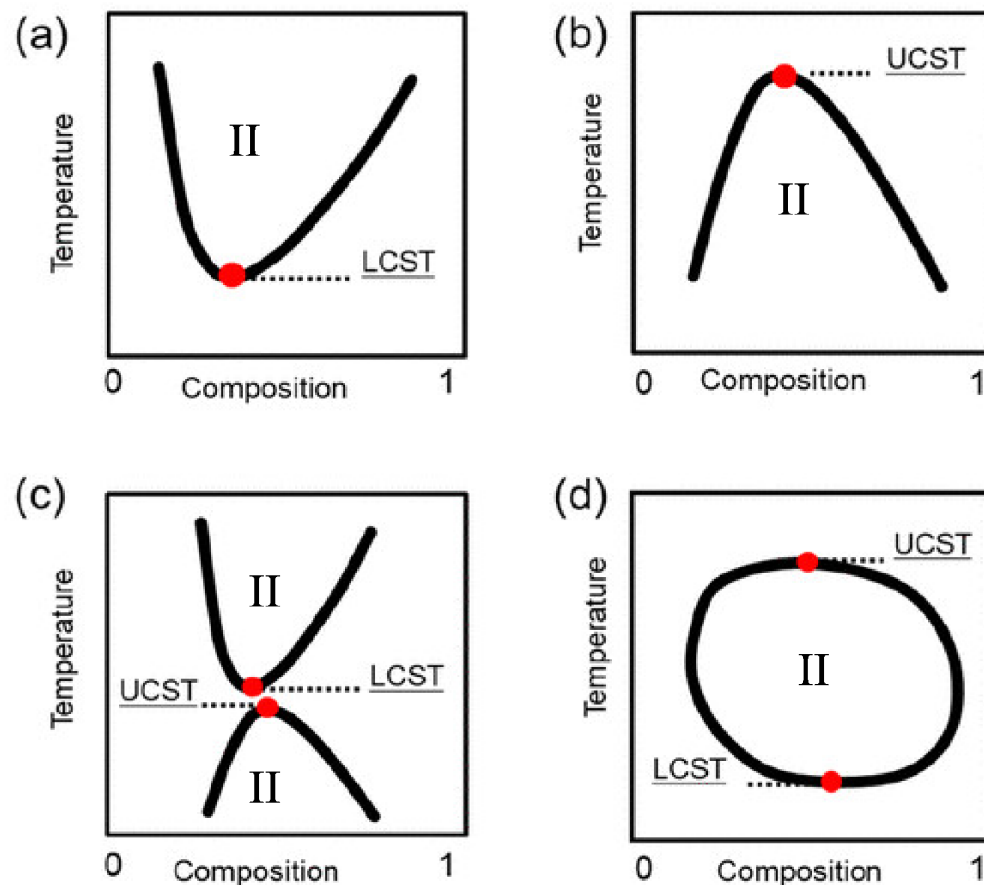 (a)
Temperature
II
LCST
0
Composition
1
(b)
Temperature
UCST
II
0
Composition
1
(c)
Temperature
II
UCST
LCST
II
0
Composition
1
(d)
Temperature
UCST
II
LCST
0
Composition
1